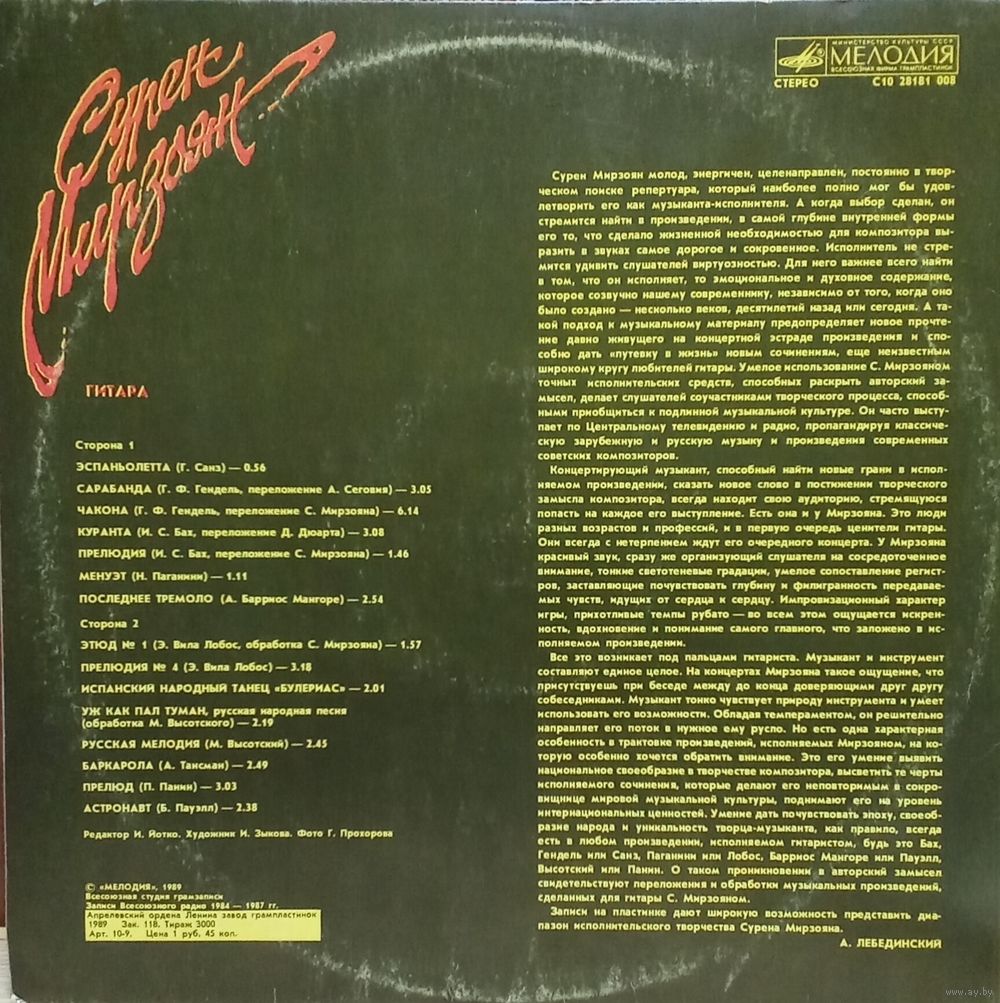 Сурен
Мирзоян
ГИТАРА
МИНИСТЕРСТВО КУЛЬТУРЫ СССР
МЕЛОДИЯ
ВСЕСОЮЗНАЯ ФИРМА ГРАМПЛАСТИНОК
СТЕРЕО
С10 28181 008
Сторона 1
ЭСПАНЬОЛЕТТА (Г. Санз) — 0.56
САРАБАНДА (Г. Ф. Гендель, переложение А. Сеговия) — 3.05
ЧАКОНА (Г. Ф. Гендель, переложение С. Мирзояна) — 6.14
КУРАНТА (И. С. Бах, переложение Д. Дюарта) — 3.08
ПРЕЛЮДИЯ (И. С. Бах, переложение С. Мирзояна) — 1.46
МЕНУЭТ (Н. Паганини) — 1.11
ПОСЛЕДНЕЕ ТРЕМОЛО (А. Барриос Мангоре) — 2.54
Сторона 2
ЭТЮД № 1 (Э. Вила Лобос, обработка С. Мирзояна) — 1.57
ПРЕЛЮДИЯ № 4 (Э. Вила Лобос) — 3.18
ИСПАНСКИЙ НАРОДНЫЙ ТАНЕЦ «БУЛЕРИАС» — 2.01
УЖ КАК ПАЛ ТУМАН, русская народная песня
(обработка М. Высотского) — 2.19
РУССКАЯ МЕЛОДИЯ (М. Высотский) — 2.45
БАРКАРОЛА (А. Тансман) — 2.49
ПРЕЛЮД (П. Панин) — 3.03
АСТРОНАВТ (Б. Пауэлл) — 2.38
Редактор И. Йотко. Художник И. Зыкова. Фото Г. Прохорова
© «МЕЛОДИЯ», 1989
Всесоюзная студия грамзаписи
Записи Всесоюзного радио 1984 — 1987 гг.
Апрелевский ордена Ленина завод грампластинок
1989 Зак. 118. Тираж 3000
Арт. 10-9. Цена 1 руб. 45 коп.
Сурен Мирзоян молод, энергичен, целенаправлен, постоянно в твор-
ческом поиске репертуара, который наиболее полно мог бы удов-
летворить его как музыканта-исполнителя. А когда выбор сделан, он
стремится найти в произведении, в самой глубине внутренней формы
его то, что сделало жизненной необходимостью для композитора вы-
разить в звуках самое дорогое и сокровенное. Исполнитель не стре-
мится удивить слушателей виртуозностью. Для него важнее всего найти
в том, что он исполняет, то эмоциональное и духовное содержание,
которое созвучно нашему современнику, независимо от того, когда оно
было создано — несколько веков, десятилетий назад или сегодня. А та-
кой подход к музыкальному материалу предопределяет новое прочте-
ние давно живущего на концертной эстраде произведения и спо-
собно дать «путевку в жизнь» новым сочинениям, еще неизвестным
широкому кругу любителей гитары. Умелое использование С. Мирзояном
точных исполнительских средств, способных раскрыть авторский за-
мысел, делает слушателей соучастниками творческого процесса, способ-
ными приобщиться к подлинной музыкальной культуре. Он часто высту-
пает по Центральному телевидению и радио, пропагандируя классиче-
скую зарубежную и русскую музыку и произведения современных
советских композиторов.
Концертирующий музыкант, способный найти новые грани в испол-
няемом произведении, сказать новое слово в постижении творческого
замысла композитора, всегда находит свою аудиторию, стремящуюся
попасть на каждое его выступление. Есть она и у Мирзояна. Это люди
разных возрастов и профессий, и в первую очередь ценители гитары.
Они всегда с нетерпением ждут его очередного концерта. У Мирзояна
красивый звук, сразу же организующий слушателя на сосредоточенное
внимание, тонкие светотеневые градации, умелое сопоставление регист-
ров, заставляющие почувствовать глубину и филигранность передавае-
мых чувств, идущих от сердца к сердцу. Импровизационный характер
игры, прихотливые темпы рубато — во всем этом ощущается искрен-
ность, вдохновение и понимание самого главного, что заложено в ис-
полняемом произведении.
Все это возникает под пальцами гитариста. Музыкант и инструмент
составляют единое целое. На концертах Мирзояна такое ощущение, что
присутствуешь при беседе между до конца доверяющими друг другу
собеседниками. Музыкант тонко чувствует природу инструмента и умеет
использовать его возможности. Обладая темпераментом, он решительно
направляет его поток в нужное ему русло. Но есть одна характерная
особенность в трактовке произведений, исполняемых Мирзояном, на ко-
торую особенно хочется обратить внимание. Это его умение выявить
национальное своеобразие в творчестве композитора, высветить те черты
исполняемого сочинения, которые делают его неповторимым в сокро-
вищнице мировой музыкальной культуры, поднимают его на уровень
интернациональных ценностей. Умение дать почувствовать эпоху, своеоб-
разие народа и уникальность творца-музыканта, как правило, всегда
есть в любом произведении, исполняемом гитаристом, будь это Бах,
Гендель или Санз, Паганини или Лобос, Барриос Мангоре или Пауэлл,
Высотский или Панин. О таком проникновении в авторский замысел
свидетельствуют переложения и обработки музыкальных произведений,
сделанных для гитары С. Мирзояном.
Записи на пластинке дают широкую возможность представить диа-
пазон исполнительского творчества Сурена Мирзояна.
А. ЛЕБЕДИНСКИЙ
www.ay.by